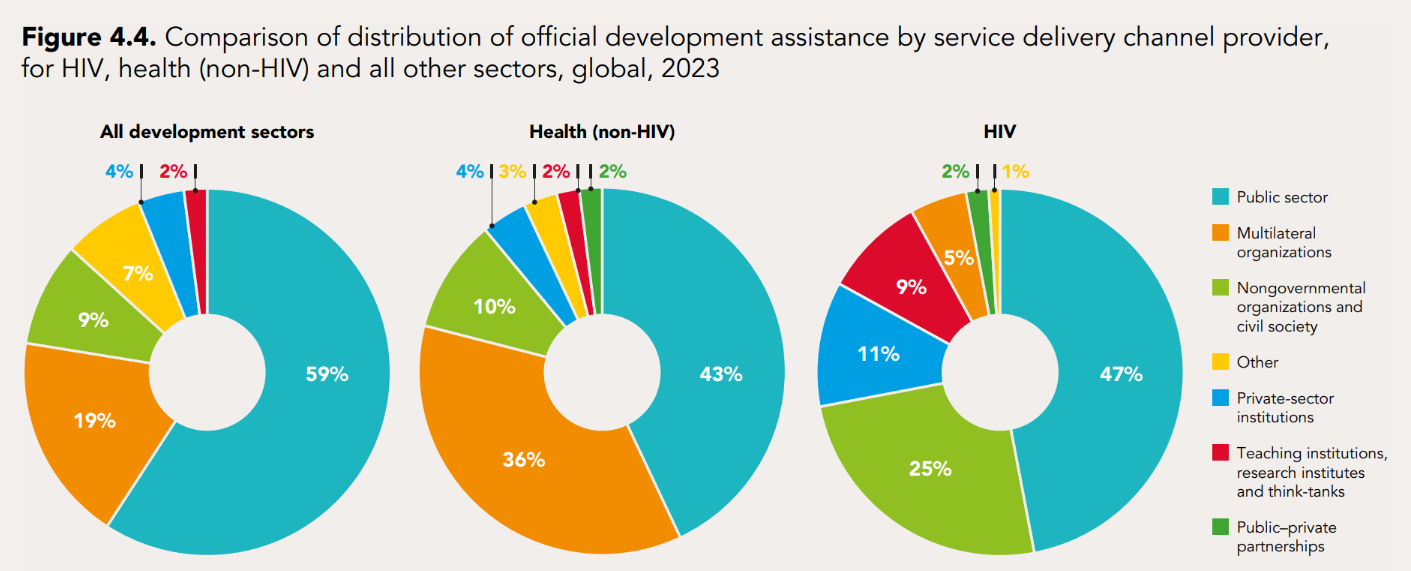 Figure 4.4. Comparison of distribution of official development assistance by service delivery channel provider,
for HIV, health (non-HIV) and all other sectors, global, 2023
All development sectors
4% 2%
7%
9%
59%
19%
Health (non-HIV)
4% 3% 2% 2%
10%
43%
36%
HIV
2% 1%
5%
9%
11%
47%
25%
Public sector
Multilateral
organizations
Nongovernmental
organizations and
civil society
Other
Private-sector
institutions
Teaching institutions,
research institutes
and think-tanks
Public–private
partnerships